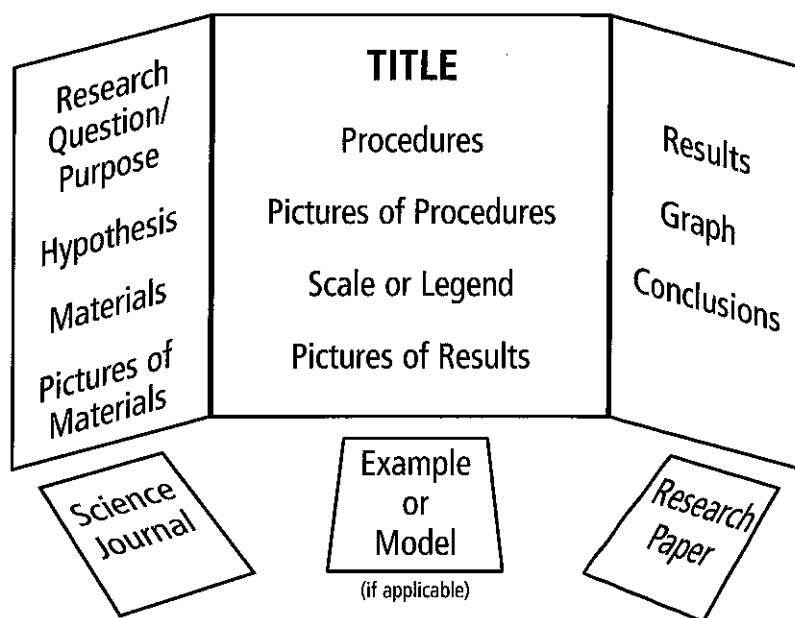 Research
Question/
Purpose
Hypothesis
Materials
Pictures of
Materials
TITLE
Procedures
Pictures of Procedures
Scale or Legend
Pictures of Results
Results
Graph
Conclusions
Science
Journal
Example
or
Model
(if applicable)
Research
Paper